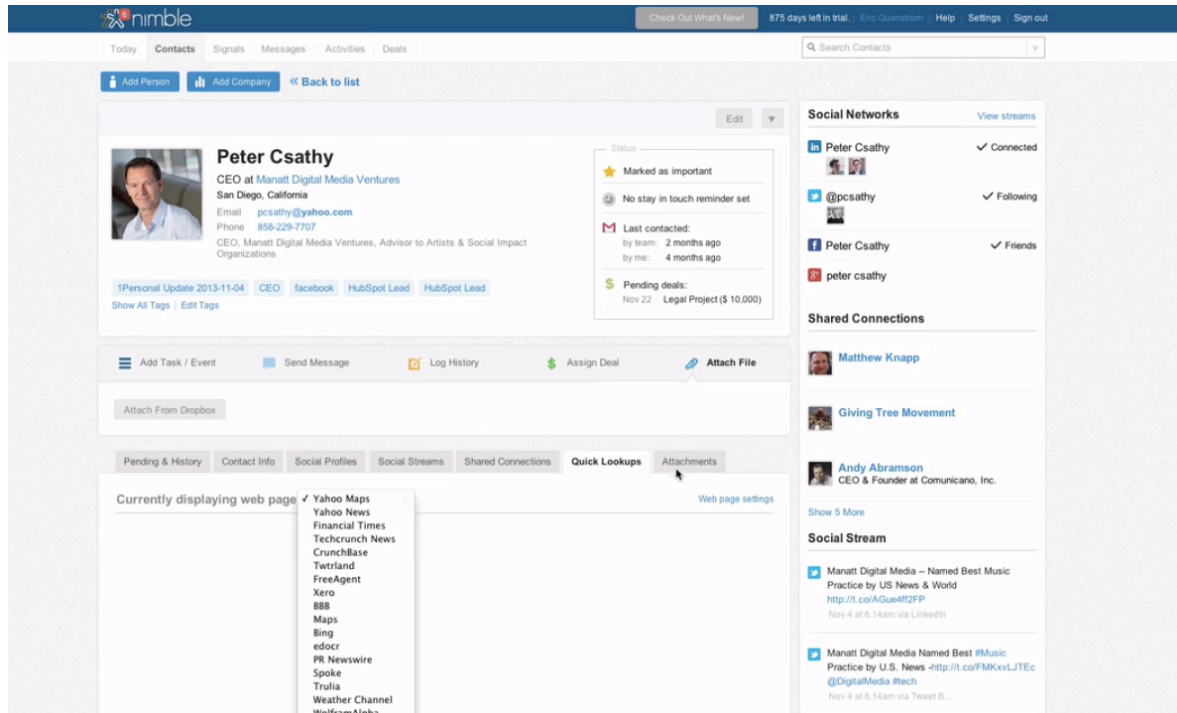 6
nimble
Check Out What's New!
875 days left in trial. | Eric Quanstrom | Help | Settings | Sign out
Today
Contacts
Signals
Messages
Activities
Deals
Search Contacts
Add Person
Add Company
Back to list
Edit
Peter Csathy
CEO at Manatt Digital Media Ventures
San Diego, California
Email pcsathy@yahoo.com
Phone 858-229-7707
CEO, Manatt Digital Media Ventures, Advisor to Artists & Social Impact
Organizations
1Personal Update 2013-11-04
CEO
facebook
HubSpot Lead
HubSpot Lead
Show All Tags | Edit Tags
Status
Marked as important
No stay in touch reminder set
Last contacted:
by team: 2 months ago
by me: 4 months ago
$ Pending deals:
Nov 22 Legal Project ($ 10,000)
Add Task / Event
Send Message
Log History
$ Assign Deal
Attach File
Attach From Dropbox
Pending & History
Contact Info
Social Profiles
Social Streams
Shared Connections
Quick Lookups
Attachments
Currently displaying web page
✓ Yahoo Maps
Yahoo News
Financial Times
Techcrunch News
CrunchBase
Twtrland
FreeAgent
Xero
BBB
Maps
Bing
edocr
PR Newswire
Spoke
Trulia
Weather Channel
WolframAlpha
Web page settings
Social Networks
View streams
in Peter Csathy
✓ Connected
@pcsathy
✓ Following
f Peter Csathy
✓ Friends
peter csathy
Shared Connections
Matthew Knapp
Giving Tree Movement
Andy Abramson
CEO & Founder at Comunicano, Inc.
Show 5 More
Social Stream
Manatt Digital Media – Named Best Music
Practice by US News & World
http://t.co/AGue4ff2FP
Nov 4 at 8.14am via LinkedIn
Manatt Digital Media Named Best #Music
Practice by U.S. News -http://t.co/FMKxvLJTEc
@DigitalMedia #tech
Nov 4 at 8.14am via Tweet B...